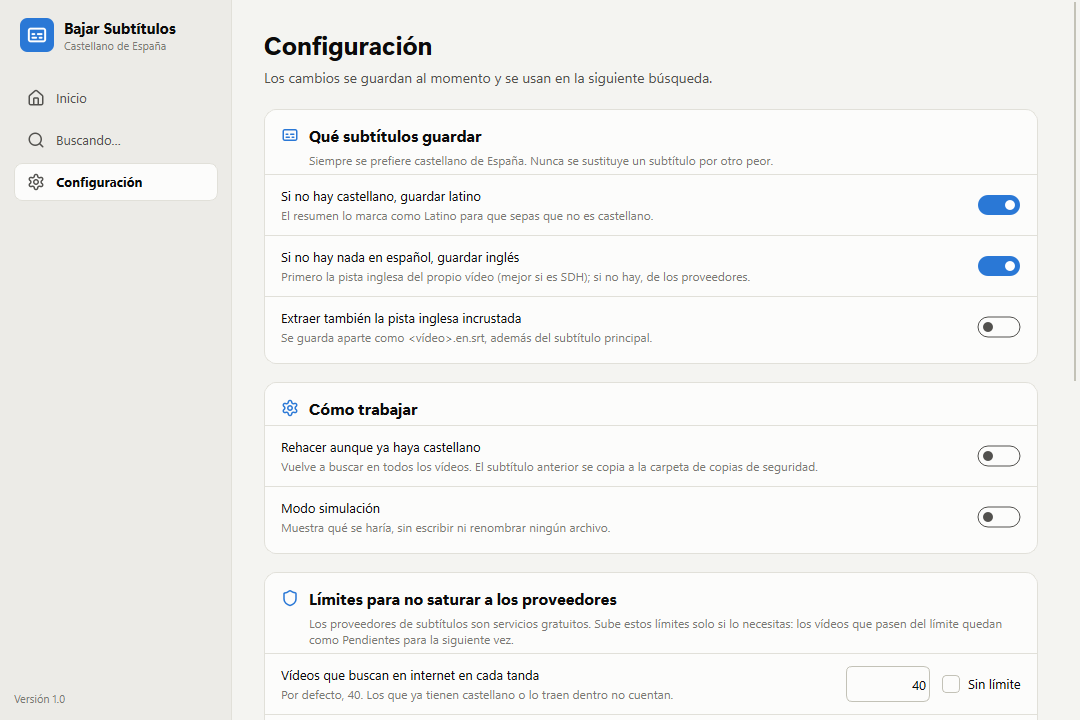 Bajar Subtítulos
Castellano de España
Inicio
Buscando...
Configuración
Versión 1.0
Configuración
Los cambios se guardan al momento y se usan en la siguiente búsqueda.
Qué subtítulos guardar
Siempre se prefiere castellano de España. Nunca se sustituye un subtítulo por otro peor.
Si no hay castellano, guardar latino
El resumen lo marca como Latino para que sepas que no es castellano.
Si no hay nada en español, guardar inglés
Primero la pista inglesa del propio vídeo (mejor si es SDH); si no hay, de los proveedores.
Extraer también la pista inglesa incrustada
Se guarda aparte como <vídeo>.en.srt, además del subtítulo principal.
Cómo trabajar
Rehacer aunque ya haya castellano
Vuelve a buscar en todos los vídeos. El subtítulo anterior se copia a la carpeta de copias de seguridad.
Modo simulación
Muestra qué se haría, sin escribir ni renombrar ningún archivo.
Límites para no saturar a los proveedores
Los proveedores de subtítulos son servicios gratuitos. Sube estos límites solo si lo necesitas: los vídeos que pasen del límite quedan
como Pendientes para la siguiente vez.
Vídeos que buscan en internet en cada tanda
Por defecto, 40. Los que ya tienen castellano o lo traen dentro no cuentan.
40
Sin límite